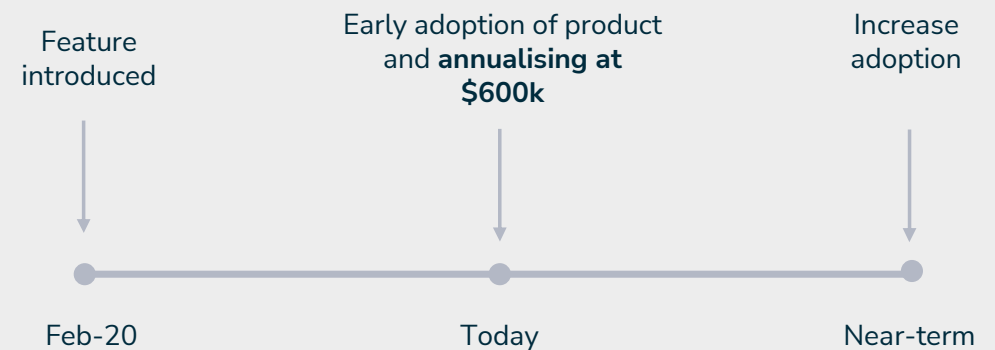 Feature
introduced
Early adoption of product
and annualising at
$600k
Increase
adoption
Feb-20
Today
Near-term